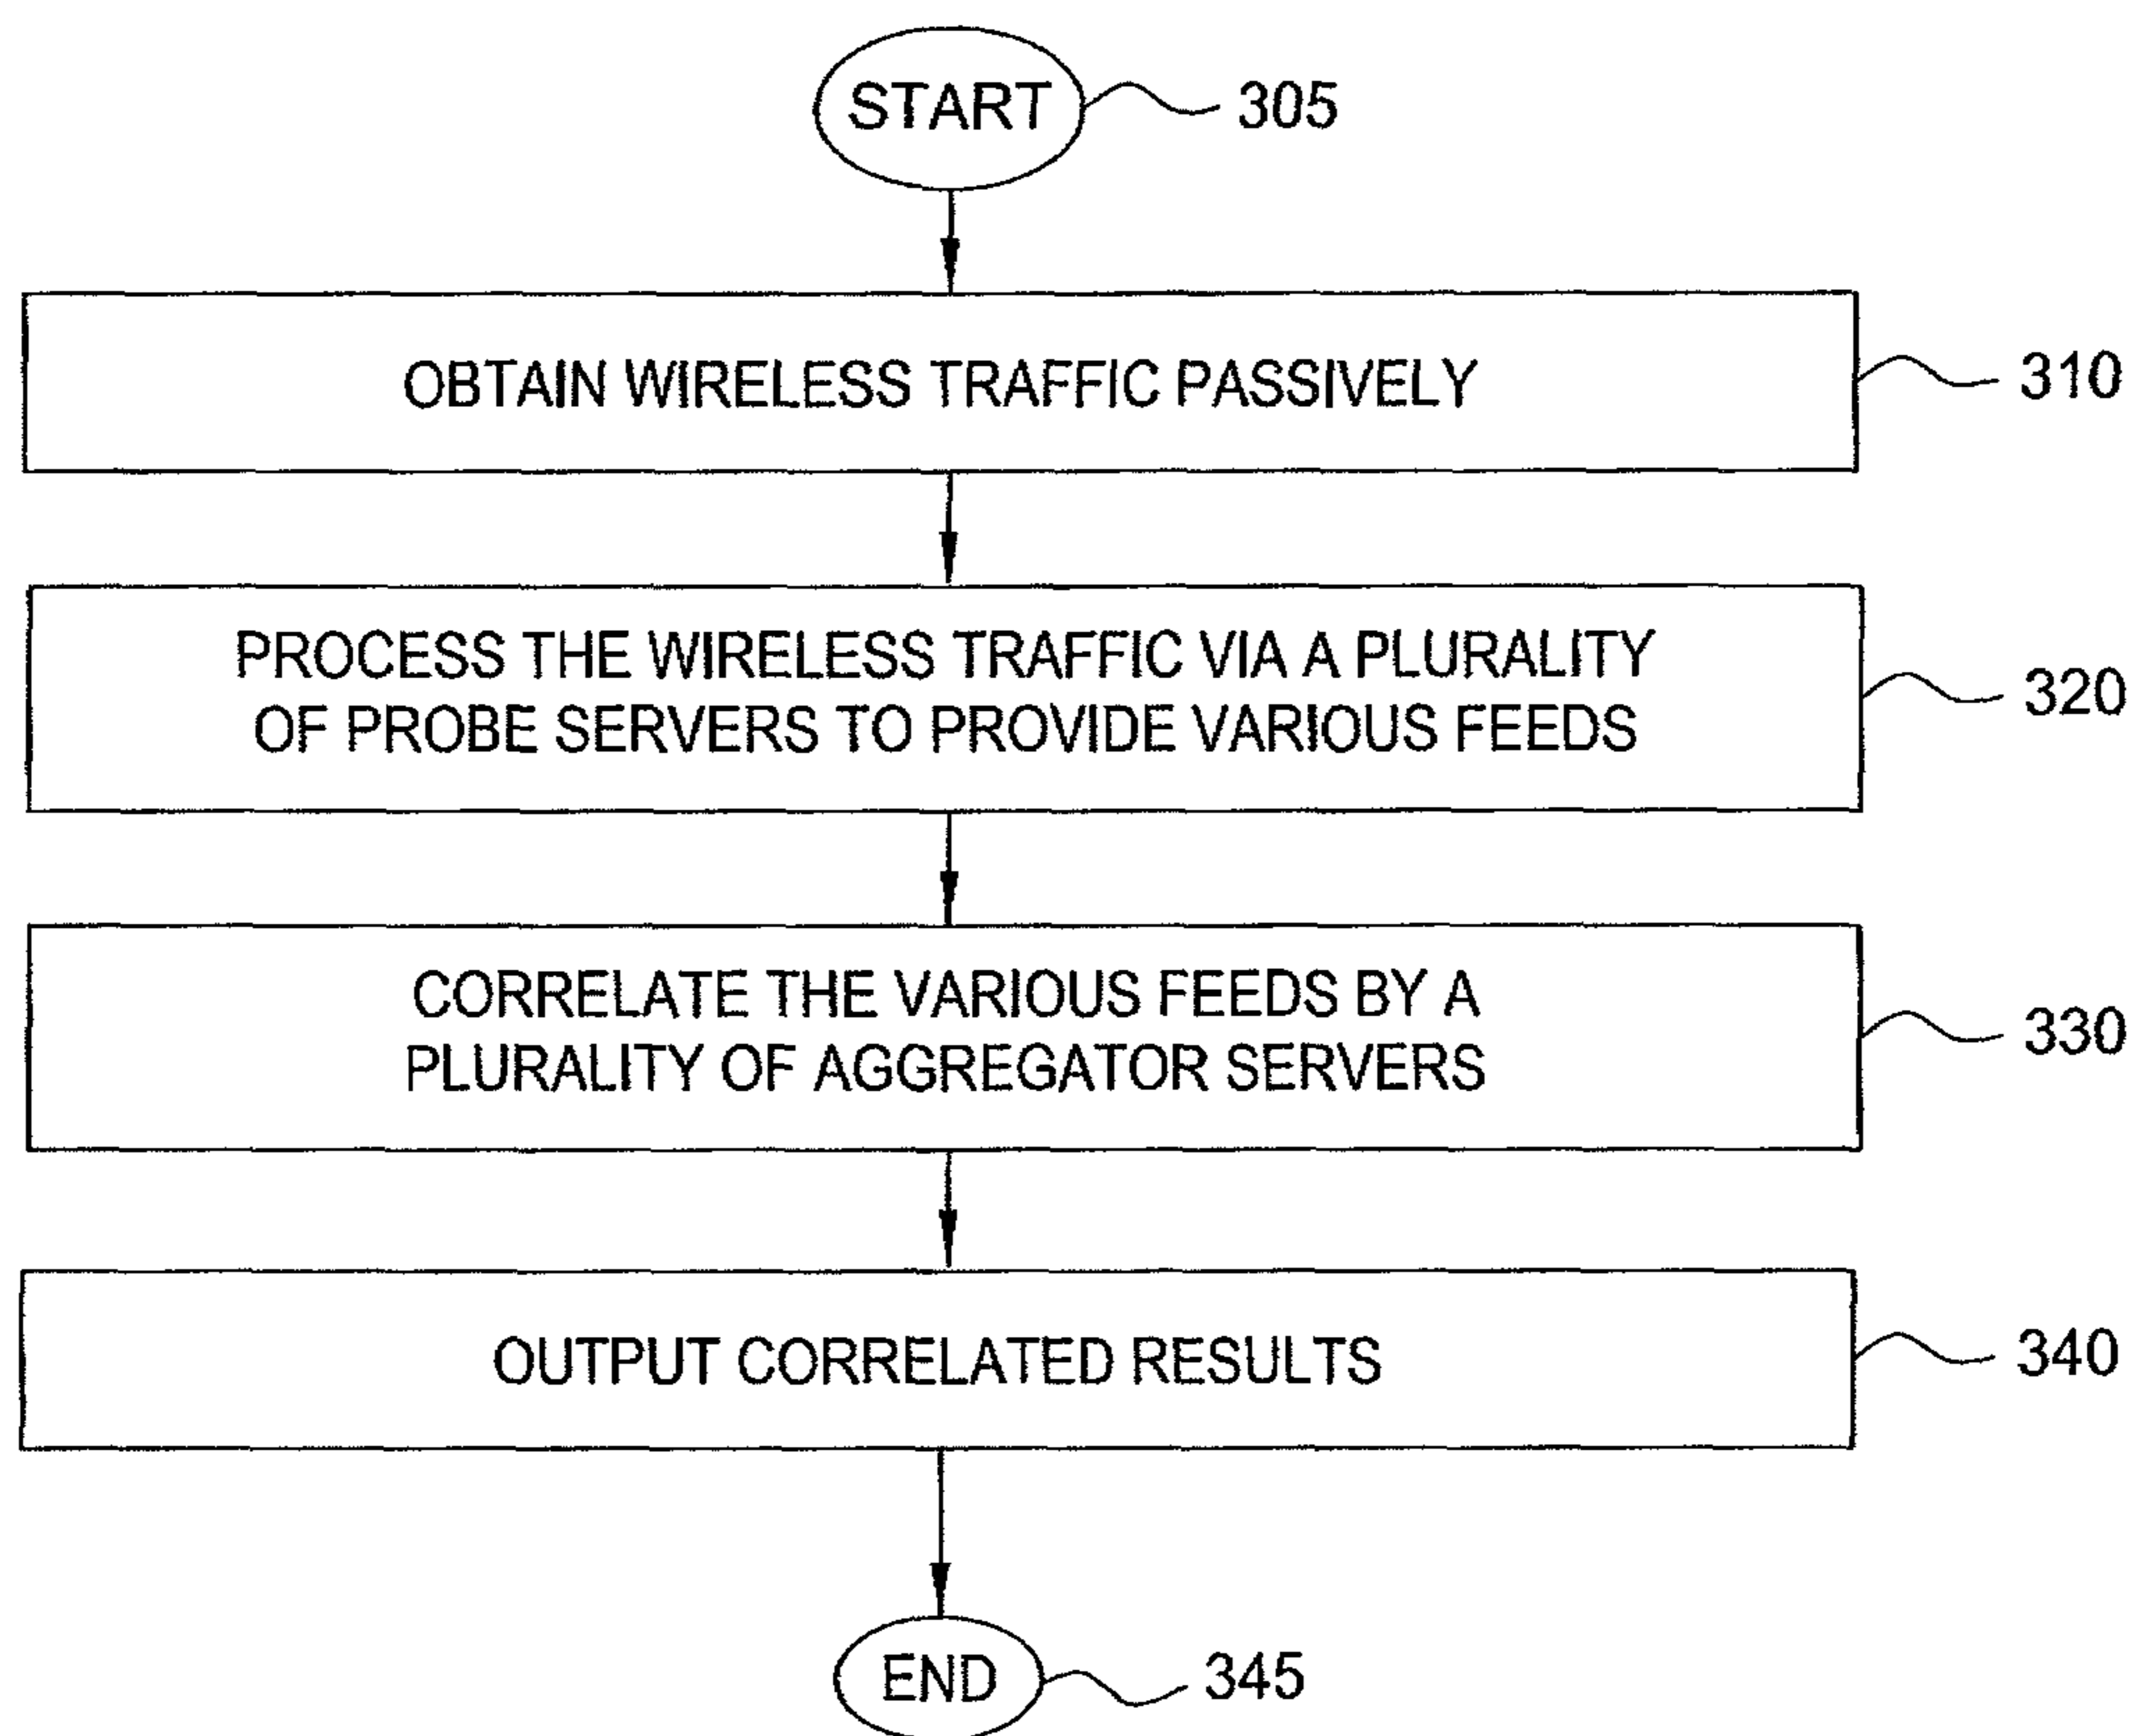 START
305
OBTAIN WIRELESS TRAFFIC PASSIVELY
310
PROCESS THE WIRELESS TRAFFIC VIA A PLURALITY
OF PROBE SERVERS TO PROVIDE VARIOUS FEEDS
320
CORRELATE THE VARIOUS FEEDS BY A
PLURALITY OF AGGREGATOR SERVERS
330
OUTPUT CORRELATED RESULTS
340
END
345